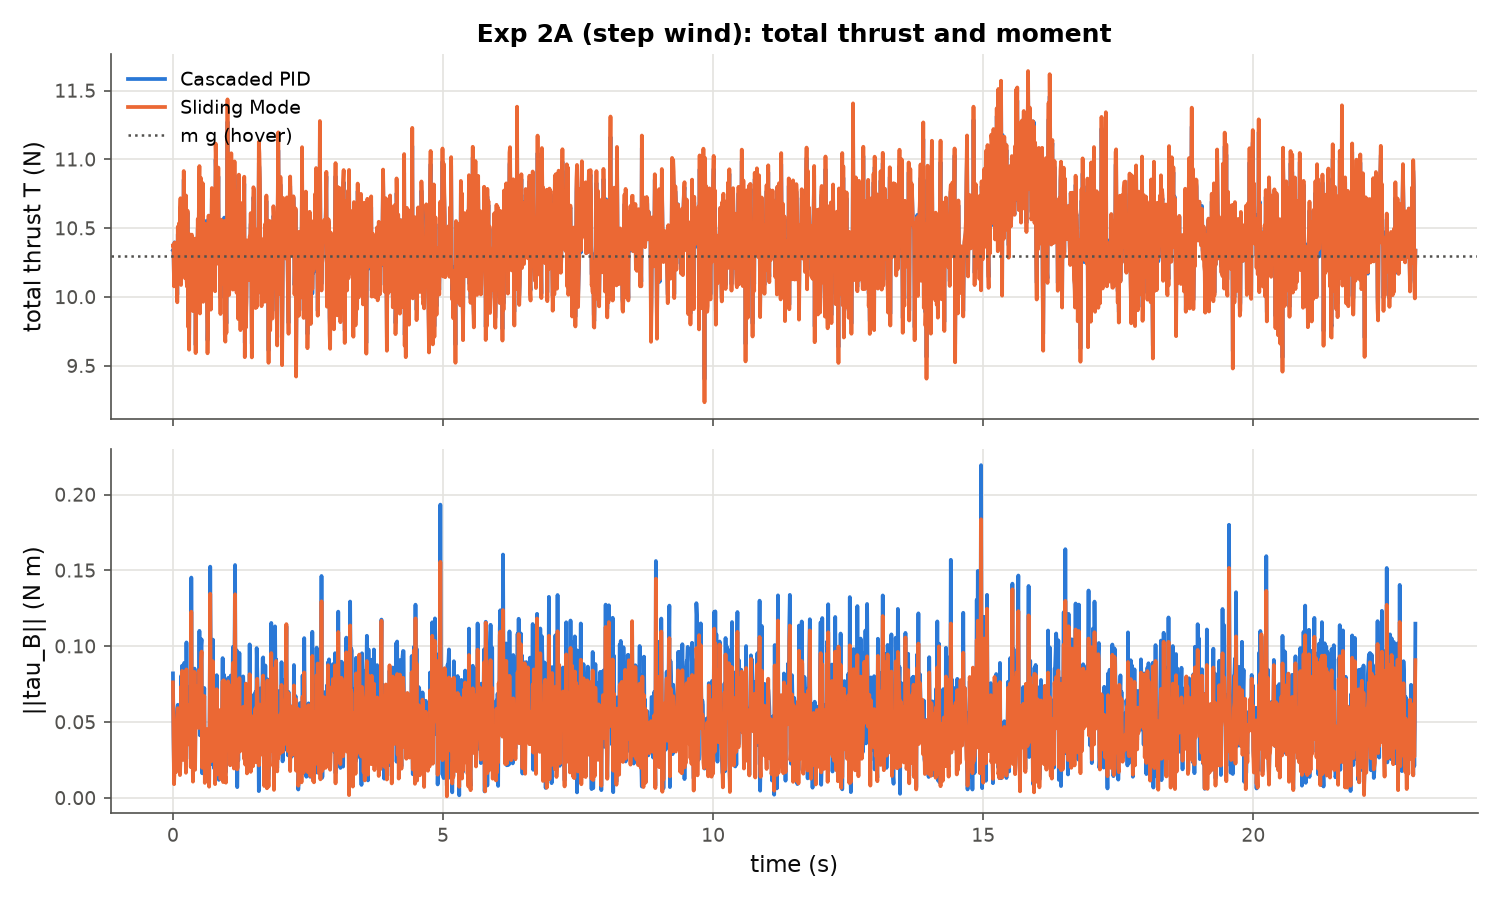 Exp 2A (step wind): total thrust and moment
Cascaded PID
Sliding Mode
m g (hover)
total thrust T (N)
11.5
11.0
10.5
10.0
9.5
||tau_B|| (N m)
0.20
0.15
0.10
0.05
0.00
0 5 10 15 20
time (s)